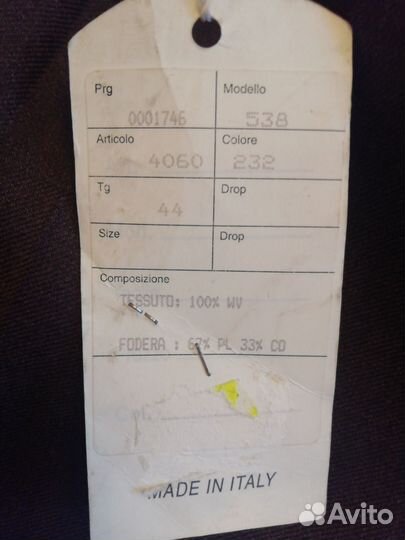 Prg Modello
0001746 538
Articolo Colore
4060 232
Tg Drop
44
Size Drop
Composizione
TESSUTO: 100% WV
FODERA : 67% PL 33% CO
MADE IN ITALY
Avito